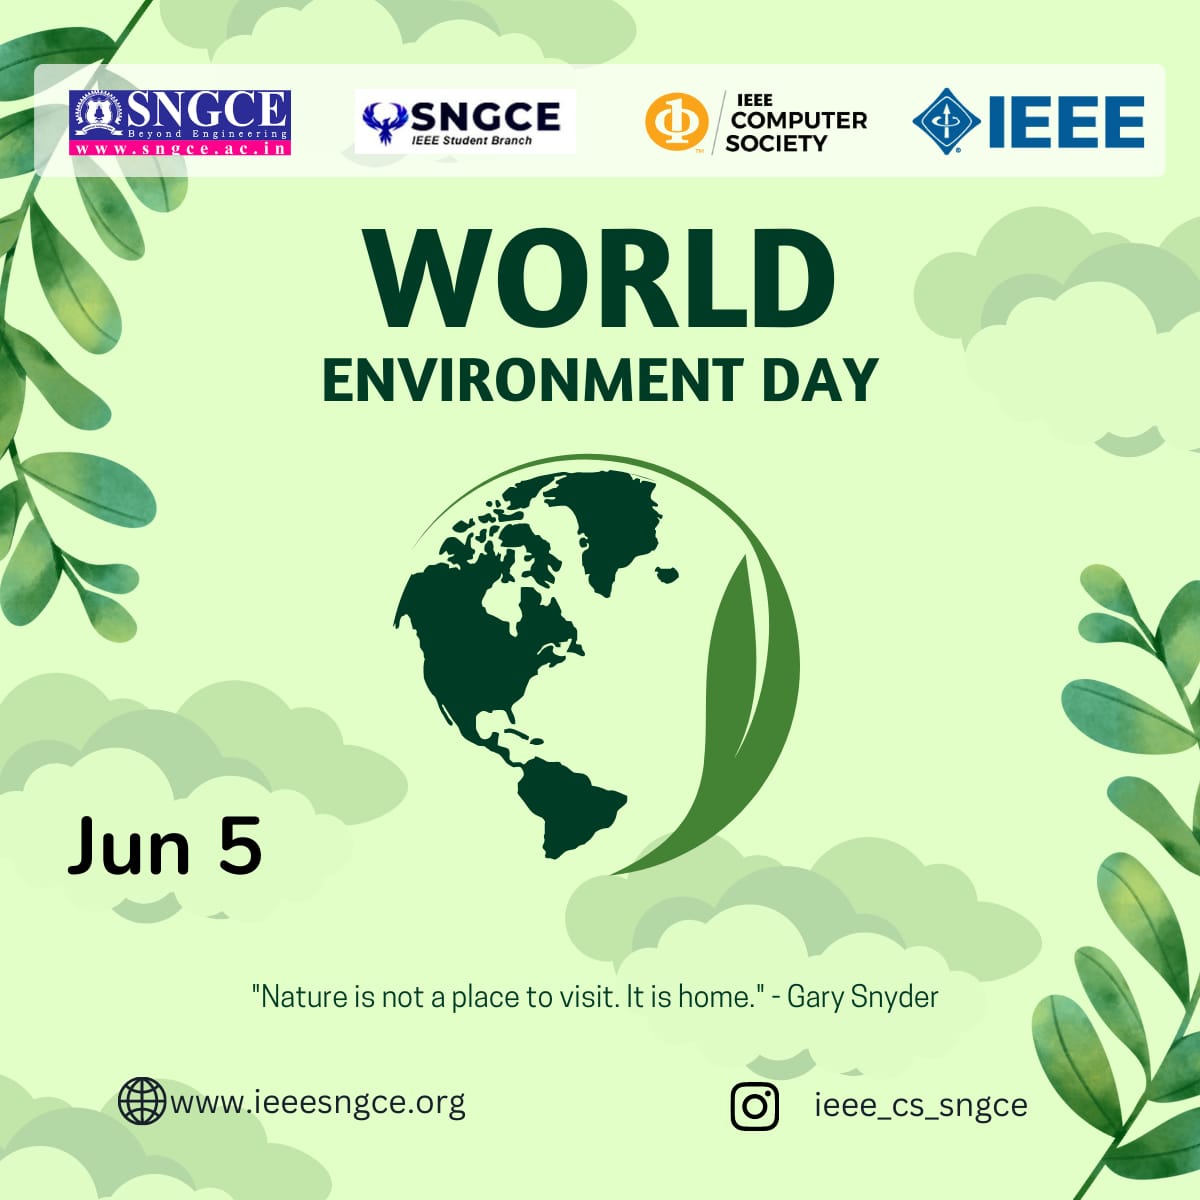 SNGCE
Beyond Engineering
www.sngce.ac.in
SNGCE
IEEE Student Branch
IEEE
COMPUTER
SOCIETY
TM
IEEE
®
WORLD
ENVIRONMENT DAY
Jun 5
"Nature is not a place to visit. It is home." - Gary Snyder
www.ieeesngce.org
ieee_cs_sngce